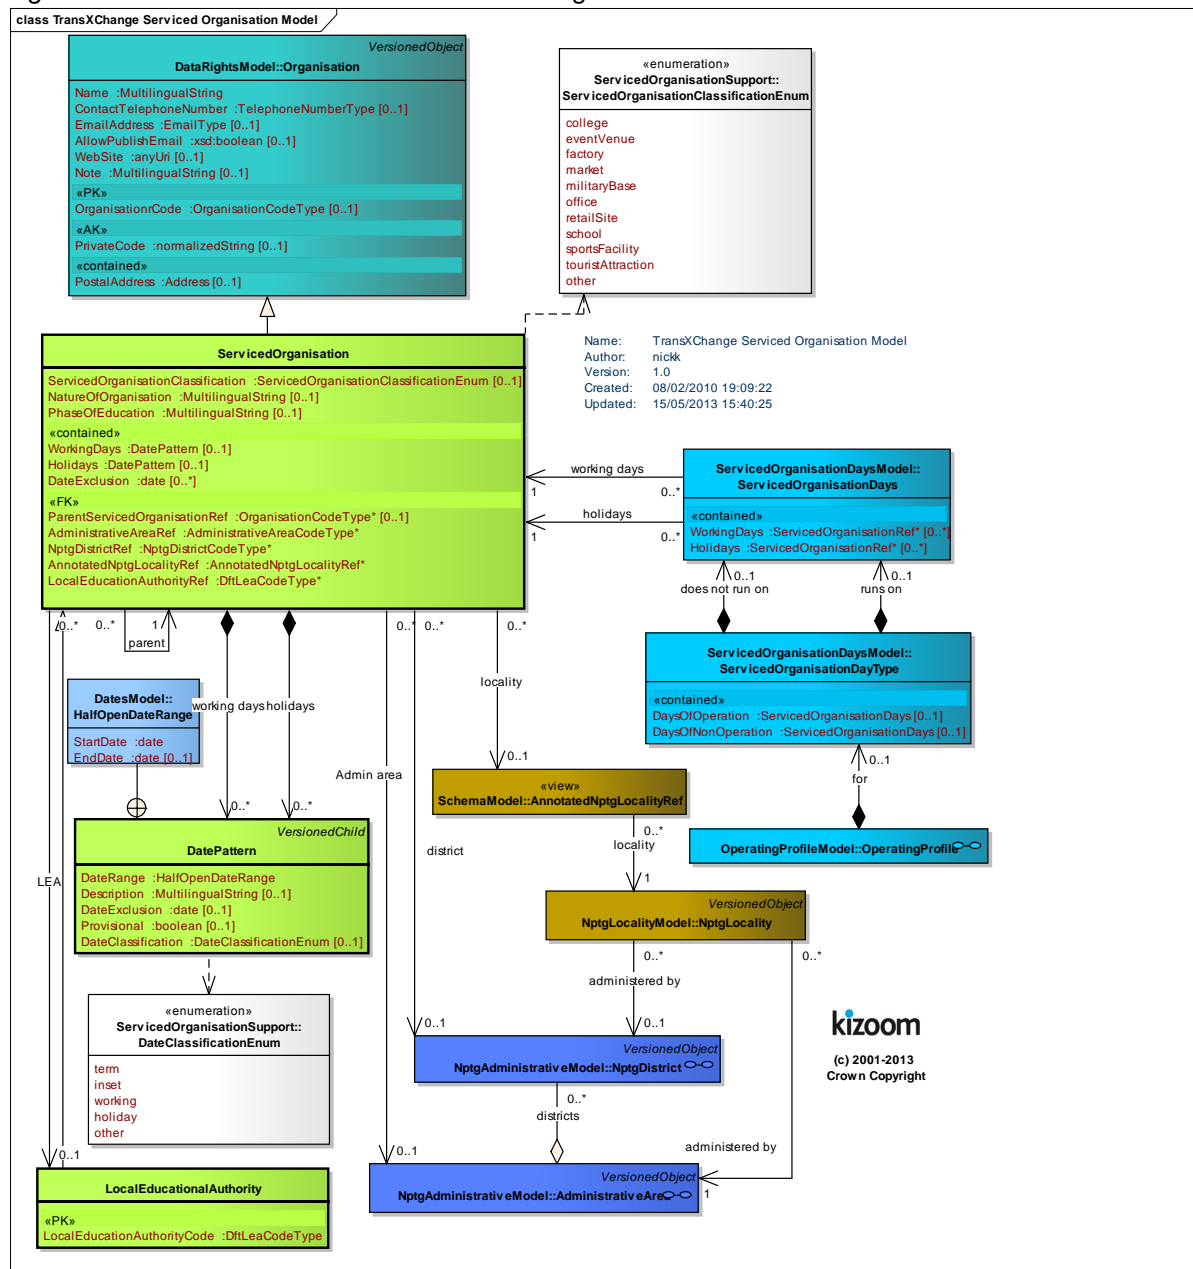 class TransXChange Serviced Organisation Model
VersionedObject
DataRightsModel::Organisation
Name :MultilingualString
ContactTelephoneNumber :TelephoneNumberType [0..1]
EmailAddress :EmailType [0..1]
AllowPublishEmail :xsd:boolean [0..1]
WebSite :anyUri [0..1]
Note :MultilingualString [0..1]
«PK»
OrganisationrCode :OrganisationCodeType [0..1]
«AK»
PrivateCode :normalizedString [0..1]
«contained»
PostalAddress :Address [0..1]
«enumeration»
ServicedOrganisationSupport::
ServicedOrganisationClassificationEnum
college
eventVenue
factory
market
militaryBase
office
retailSite
school
sportsFacility
touristAttraction
other
Name: TransXChange Serviced Organisation Model
Author: nickk
Version: 1.0
Created: 08/02/2010 19:09:22
Updated: 15/05/2013 15:40:25
ServicedOrganisation
ServicedOrganisationClassification :ServicedOrganisationClassificationEnum [0..1]
NatureOfOrganisation :MultilingualString [0..1]
PhaseOfEducation :MultilingualString [0..1]
«contained»
WorkingDays :DatePattern [0..1]
Holidays :DatePattern [0..1]
DateExclusion :date [0..*]
«FK»
ParentServicedOrganisationRef :OrganisationCodeType* [0..1]
AdministrativeAreaRef :AdministrativeAreaCodeType*
NptgDistrictRef :NptgDistrictCodeType*
AnnotatedNptgLocalityRef :AnnotatedNptgLocalityRef*
LocalEducationAuthorityRef :DftLeaCodeType*
working days
1
0..*
holidays
1
0..*
ServicedOrganisationDaysModel::
ServicedOrganisationDays
«contained»
WorkingDays :ServicedOrganisationRef* [0..*]
Holidays :ServicedOrganisationRef* [0..*]
0..1
does not run on
0..1
runs on
ServicedOrganisationDaysModel::
ServicedOrganisationDayType
«contained»
DaysOfOperation :ServicedOrganisationDays [0..1]
DaysOfNonOperation :ServicedOrganisationDays [0..1]
0..1
for
OperatingProfileModel::OperatingProfile
0..*
0..*
1
parent
0..*
0..*
0..*
DatesModel::
HalfOpenDateRange
StartDate :date
EndDate :date [0..1]
working days
holidays
0..*
0..*
locality
0..1
Admin area
district
LEA
«view»
SchemaModel::AnnotatedNptgLocalityRef
0..*
locality
1
VersionedChild
DatePattern
DateRange :HalfOpenDateRange
Description :MultilingualString [0..1]
DateExclusion :date [0..1]
Provisional :boolean [0..1]
DateClassification :DateClassificationEnum [0..1]
VersionedObject
NptgLocalityModel::NptgLocality
0..*
0..*
administered by
0..1
0..1
«enumeration»
ServicedOrganisationSupport::
DateClassificationEnum
term
inset
working
holiday
other
VersionedObject
NptgAdministrativeModel::NptgDistrict
0..*
districts
administered by
1
0..1
0..1
VersionedObject
NptgAdministrativeModel::AdministrativeArea
LocalEducationalAuthority
«PK»
LocalEducationAuthorityCode :DftLeaCodeType
kizoom
(c) 2001-2013
Crown Copyright